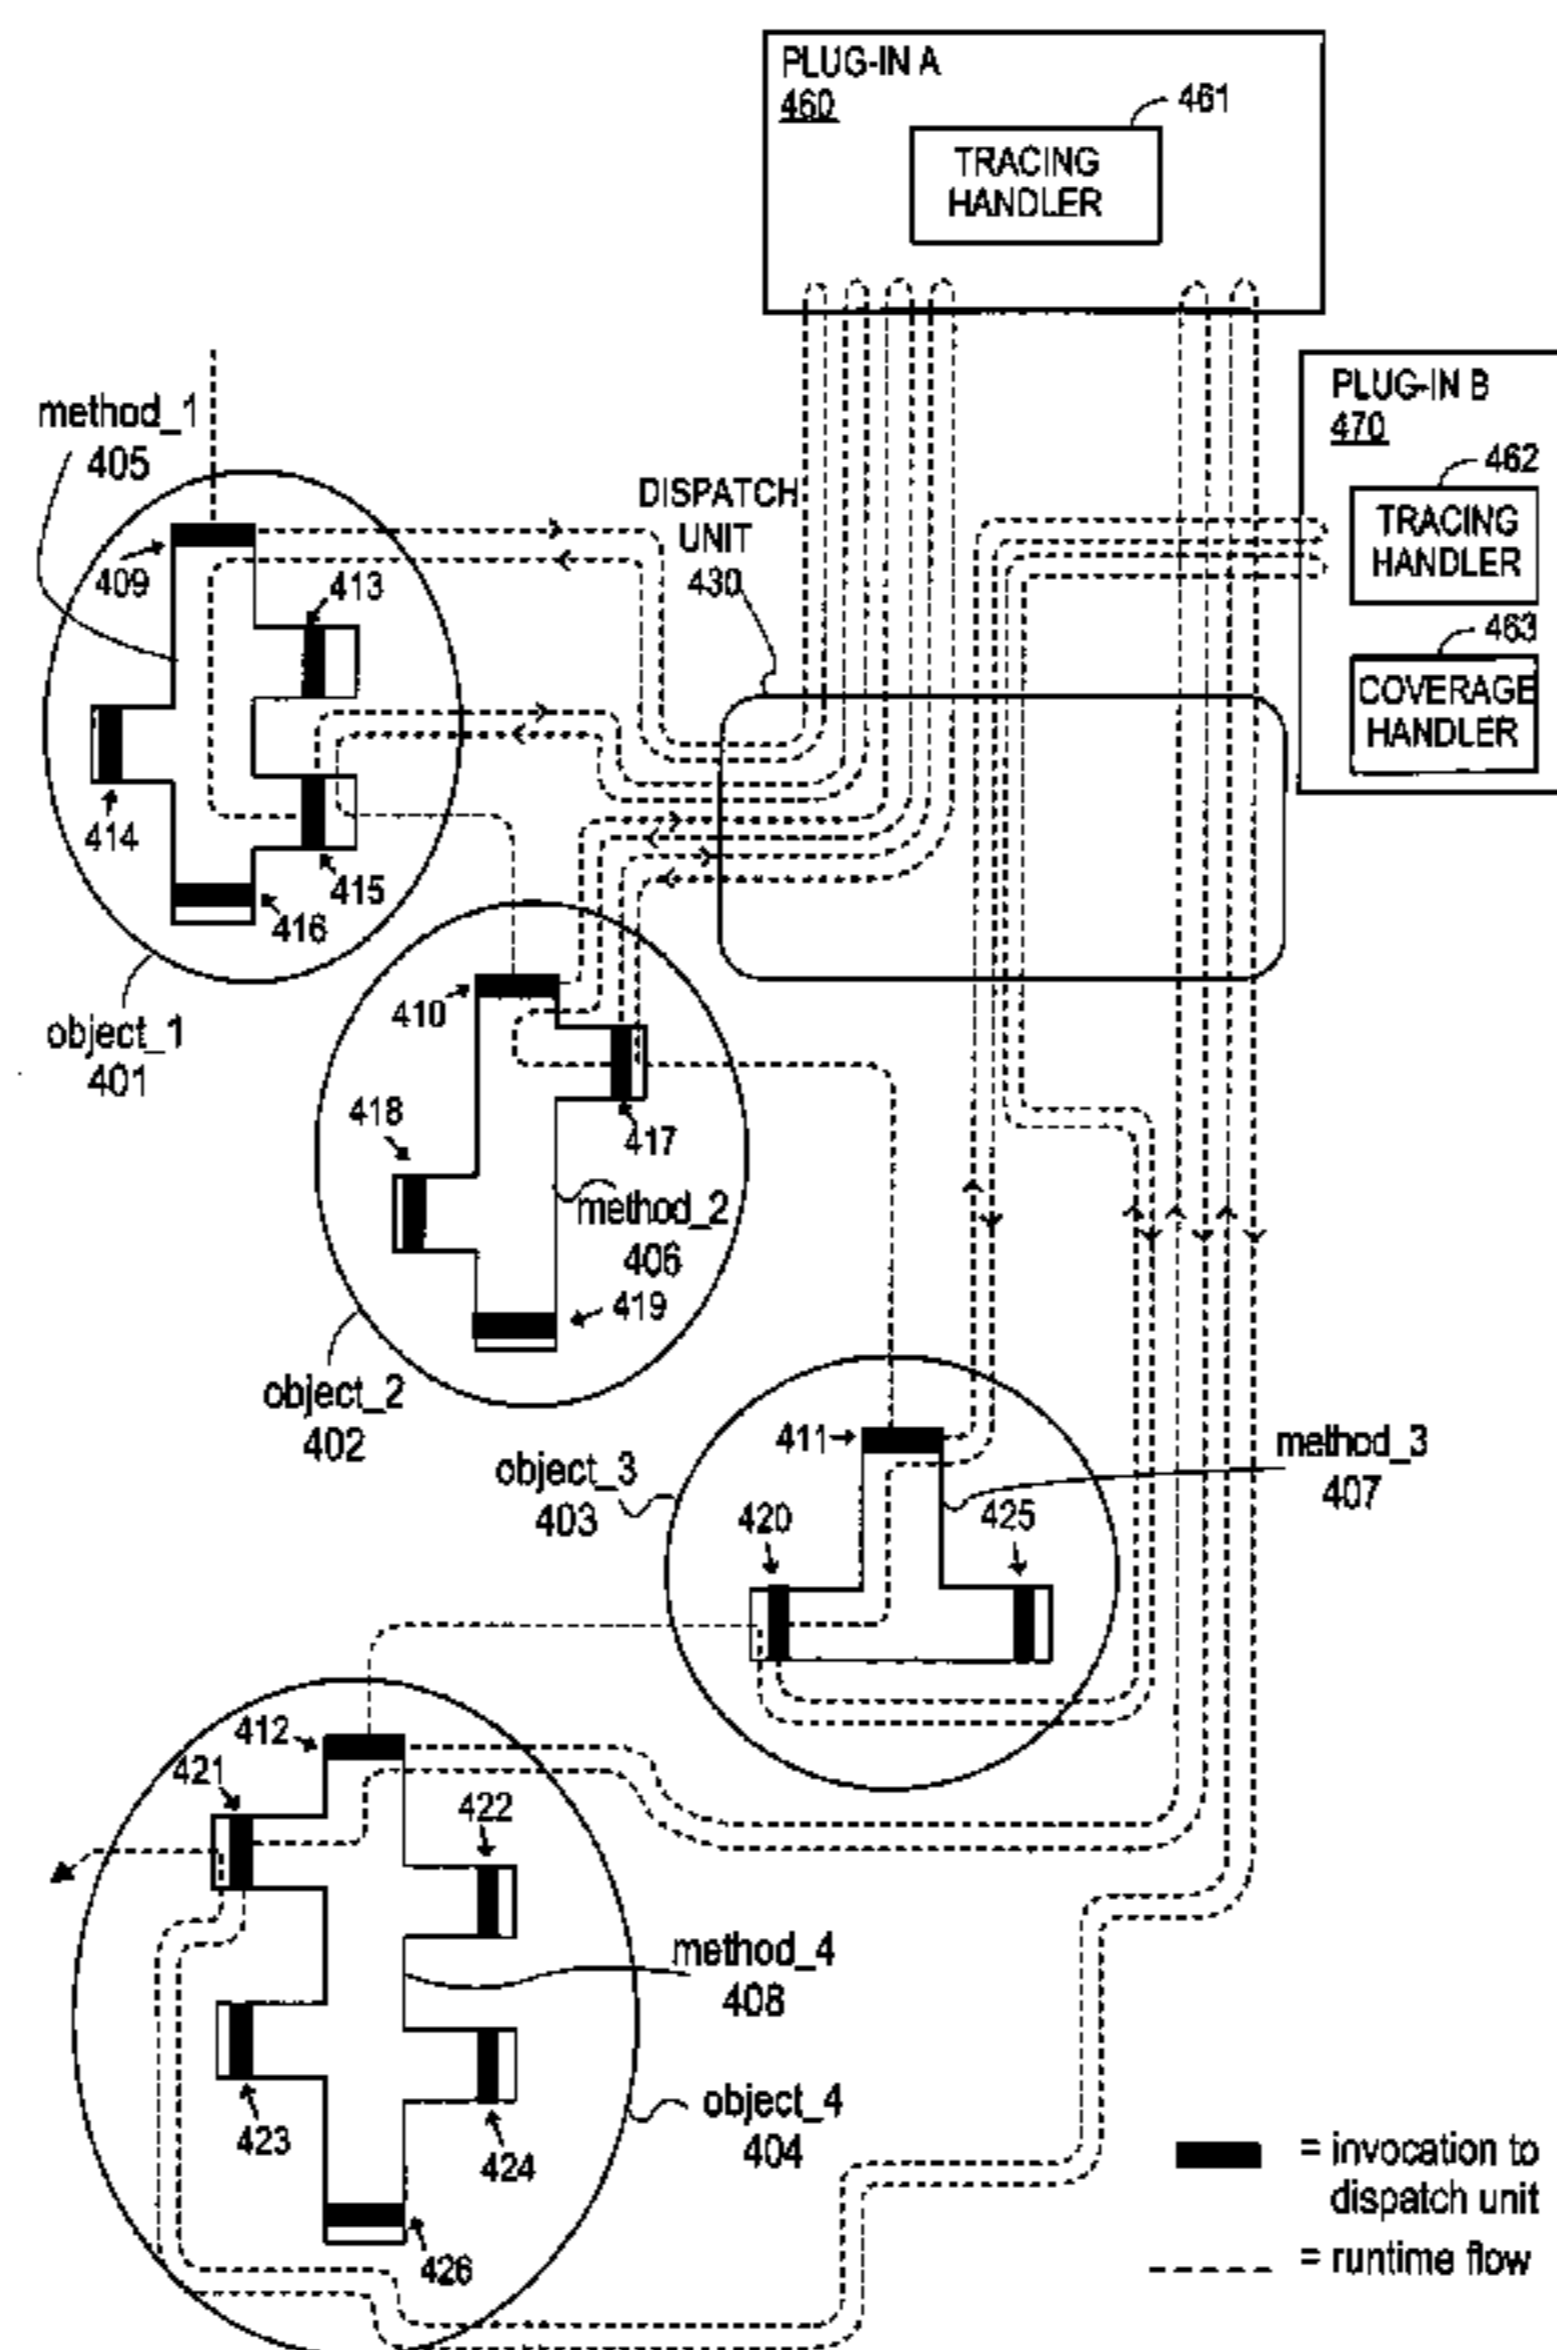 PLUG-IN A
460
461
TRACING
HANDLER
PLUG-IN B
470
462
TRACING
HANDLER
463
COVERAGE
HANDLER
method_1
405
DISPATCH
UNIT
430
409
413
414
415
416
object_1
401
410
418
417
method_2
406
419
object_2
402
411
method_3
407
object_3
403
420
425
412
421
422
method_4
408
423
424
object_4
404
426
= invocation to
dispatch unit
= runtime flow